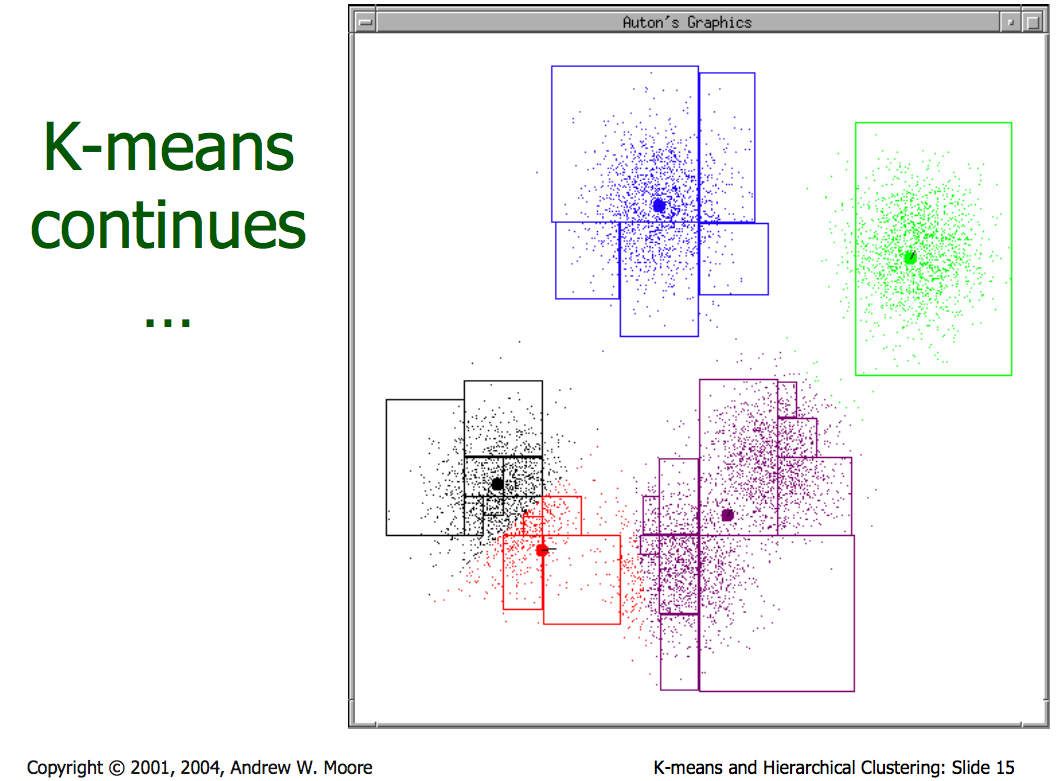 Auton's Graphics
K-means
continues
...
Copyright © 2001, 2004, Andrew W. Moore
K-means and Hierarchical Clustering: Slide 15